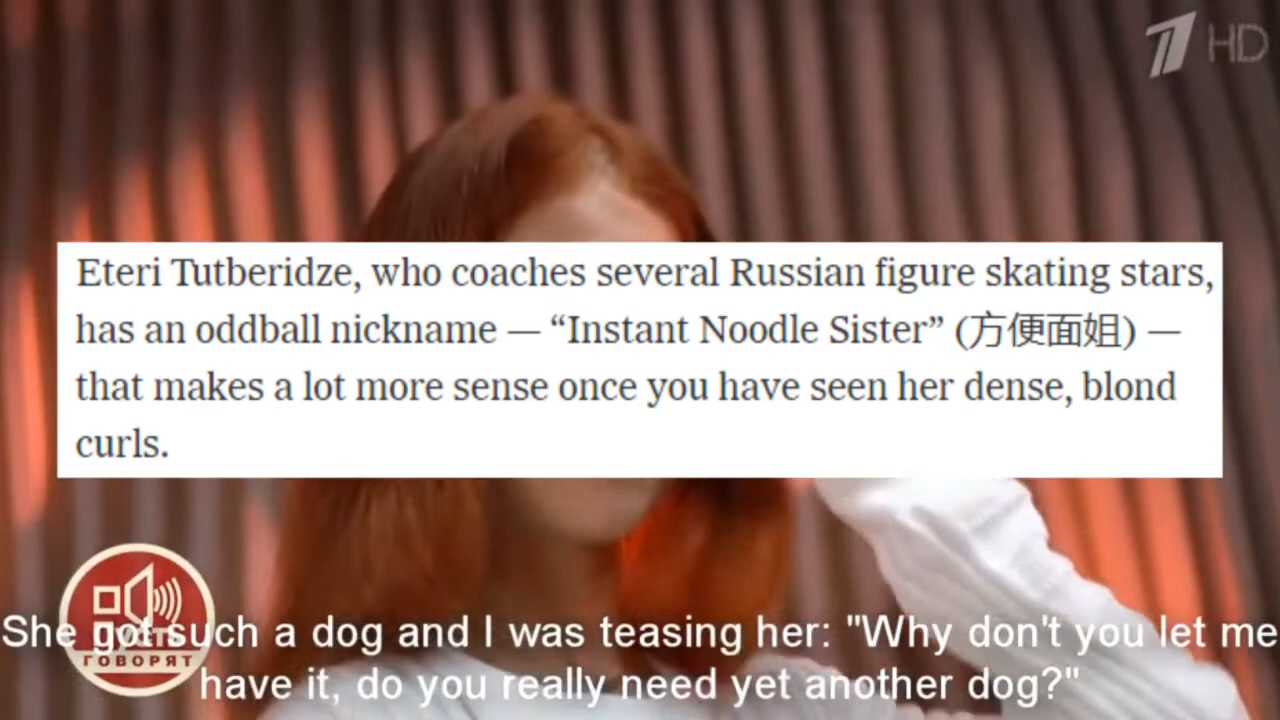 HD
Eteri Tutberidze, who coaches several Russian figure skating stars,
has an oddball nickname — “Instant Noodle Sister” (方便面姐) —
that makes a lot more sense once you have seen her dense, blond
curls.
ГОВОРЯТ
She got such a dog and I was teasing her: "Why don't you let me
have it, do you really need yet another dog?"